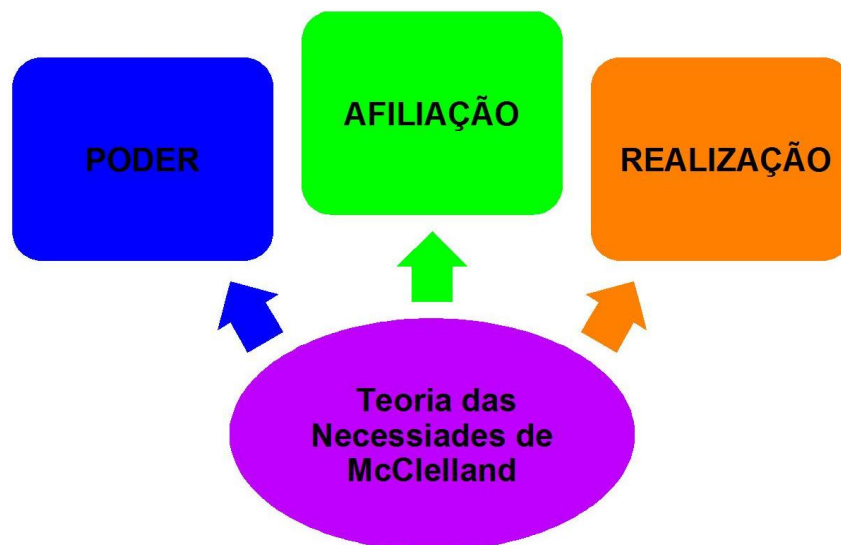 PODER
AFILIAÇÃO
REALIZAÇÃO
Teoria das
Necessiades de
McClelland